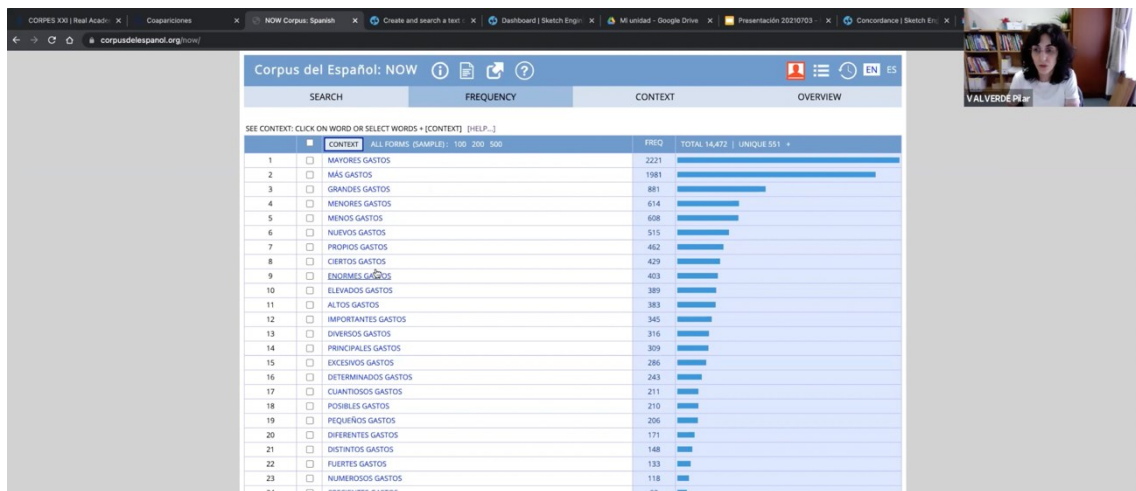 CORPES XXI | Real Acade
Coapariciones
NOW Corpus: Spanish
Create and search a text c
Dashboard | Sketch Engin
Mi unidad - Google Drive
Presentación 20210703 -
Concordance | Sketch Eng
corpusdelespanol.org/now/
Corpus del Español: NOW
EN ES
SEARCH FREQUENCY CONTEXT OVERVIEW
VALVERDE Pilar
SEE CONTEXT: CLICK ON WORD OR SELECT WORDS + [CONTEXT] [HELP...]
CONTEXT ALL FORMS (SAMPLE): 100 200 500 FREQ TOTAL 14,472 | UNIQUE 551 +
1 MAYORES GASTOS 2221
2 MÁS GASTOS 1981
3 GRANDES GASTOS 881
4 MENORES GASTOS 614
5 MENOS GASTOS 608
6 NUEVOS GASTOS 515
7 PROPIOS GASTOS 462
8 CIERTOS GASTOS 429
9 ENORMES GASTOS 403
10 ELEVADOS GASTOS 389
11 ALTOS GASTOS 383
12 IMPORTANTES GASTOS 345
13 DIVERSOS GASTOS 316
14 PRINCIPALES GASTOS 309
15 EXCESIVOS GASTOS 286
16 DETERMINADOS GASTOS 243
17 CUANTIOSOS GASTOS 211
18 POSIBLES GASTOS 210
19 PEQUEÑOS GASTOS 206
20 DIFERENTES GASTOS 171
21 DISTINTOS GASTOS 148
22 FUERTES GASTOS 133
23 NUMEROSOS GASTOS 118